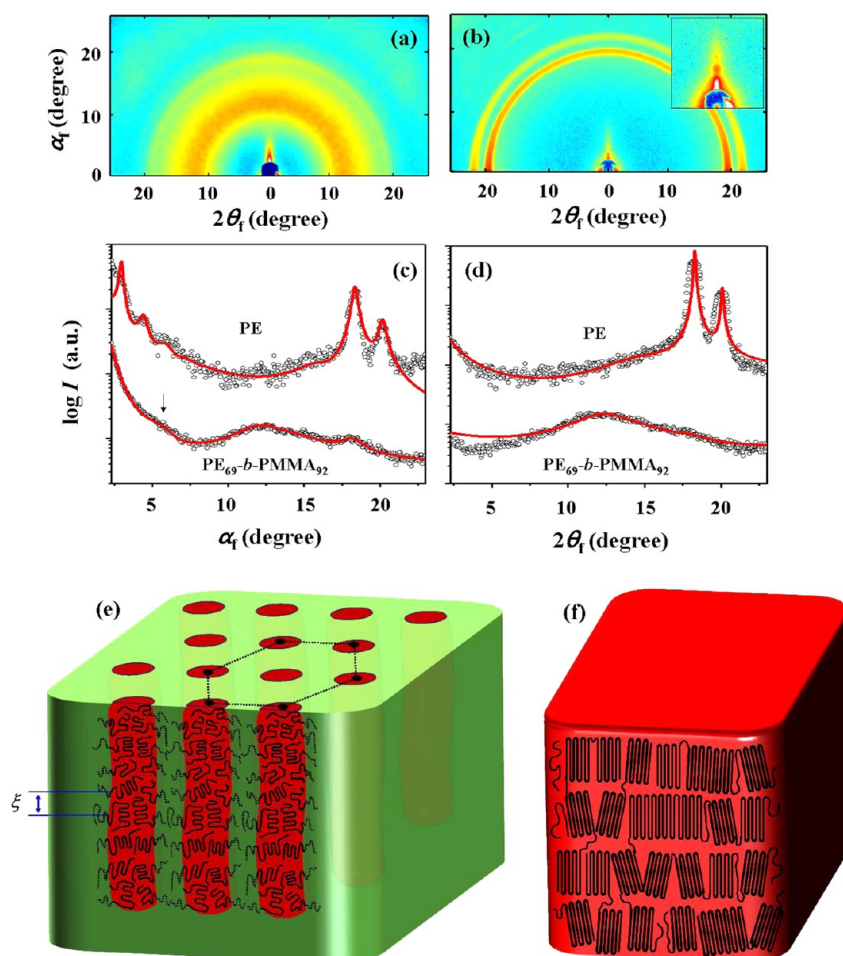 (a)
(b)
α_f (degree)
20
10
0
20 10 0 10 20
20 10 0 10 20
2θ_f (degree)
2θ_f (degree)
(c)
(d)
log I (a.u.)
PE
PE
PE₆₉-b-PMMA₉₂
PE₆₉-b-PMMA₉₂
5 10 15 20
5 10 15 20
α_f (degree)
2θ_f (degree)
(e)
(f)
ξ